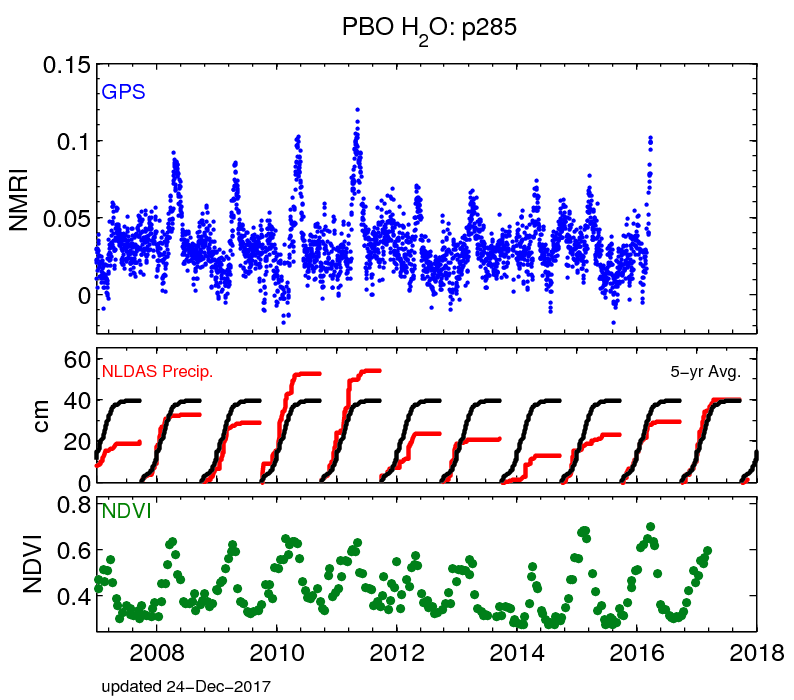 PBO H2O: p285
0.15
GPS
0.1
NMRI
0.05
0
60
NLDAS Precip.
5−yr Avg.
40
cm
20
0
0.8
NDVI
0.6
NDVI
0.4
2008 2010 2012 2014 2016 2018
updated 24−Dec−2017